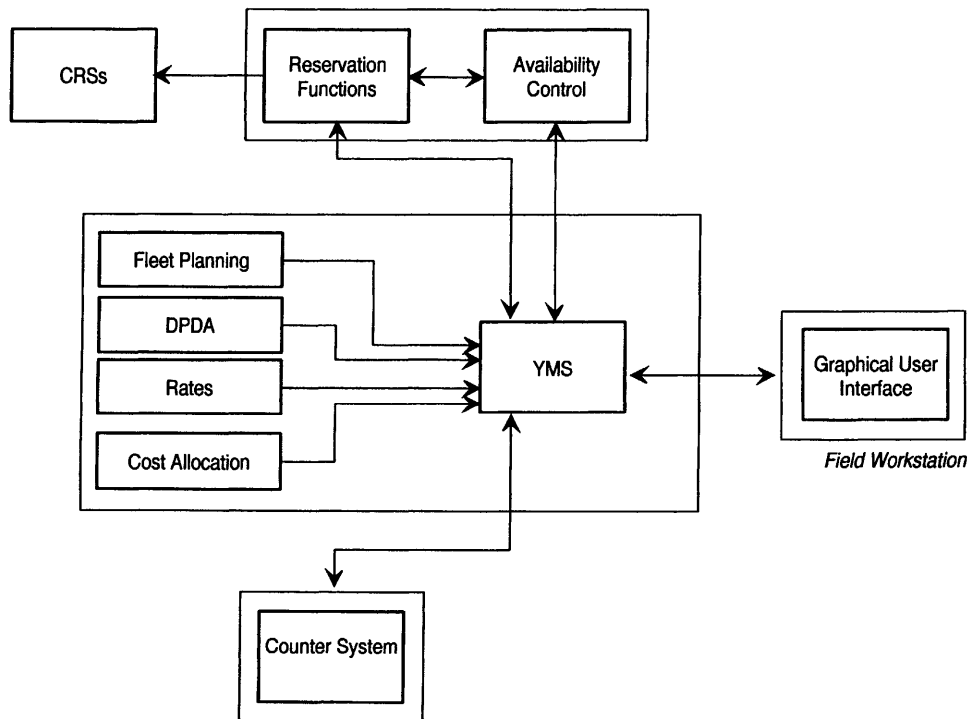 CRSs
Reservation
Functions
Availability
Control
Fleet Planning
DPDA
Rates
Cost Allocation
YMS
Graphical User
Interface
Field Workstation
Counter System